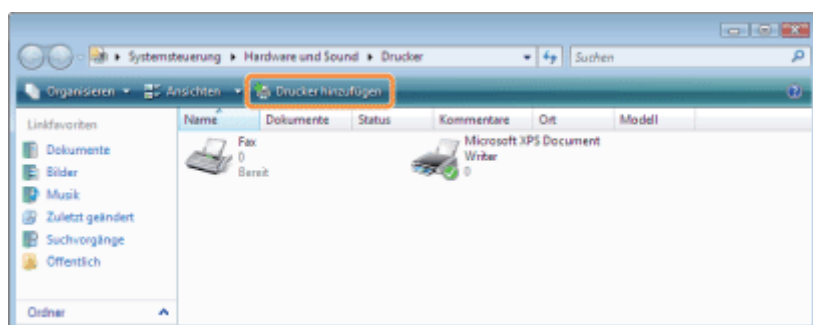 Systemsteuerung ▸ Hardware und Sound ▸ Drucker
Suchen
Organisieren Ansichten Drucker hinzufügen
Linkfavoriten
Name Dokumente Status Kommentare Ort Modell
Dokumente
Bilder
Musik
Zuletzt geändert
Suchvorgänge
Öffentlich
Ordner
Fax
0
Bereit
Microsoft XPS Document
Writer
0